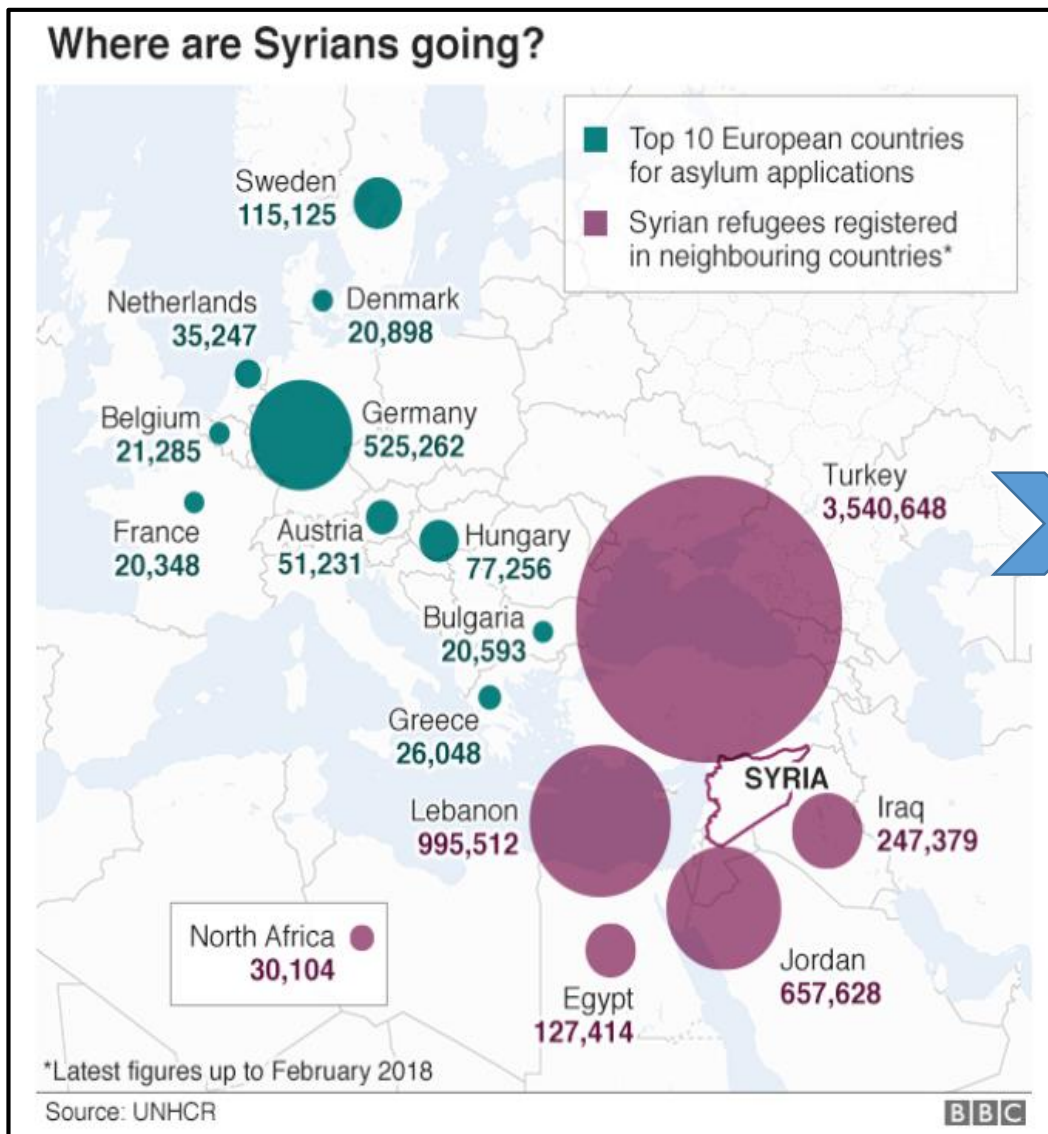 Where are Syrians going?
Top 10 European countries
for asylum applications
Syrian refugees registered
in neighbouring countries*
Sweden
115,125
Netherlands
35,247
Denmark
20,898
Belgium
21,285
Germany
525,262
France
20,348
Austria
51,231
Hungary
77,256
Bulgaria
20,593
Greece
26,048
Turkey
3,540,648
SYRIA
Lebanon
995,512
Iraq
247,379
North Africa
30,104
Egypt
127,414
Jordan
657,628
*Latest figures up to February 2018
Source: UNHCR
BBC